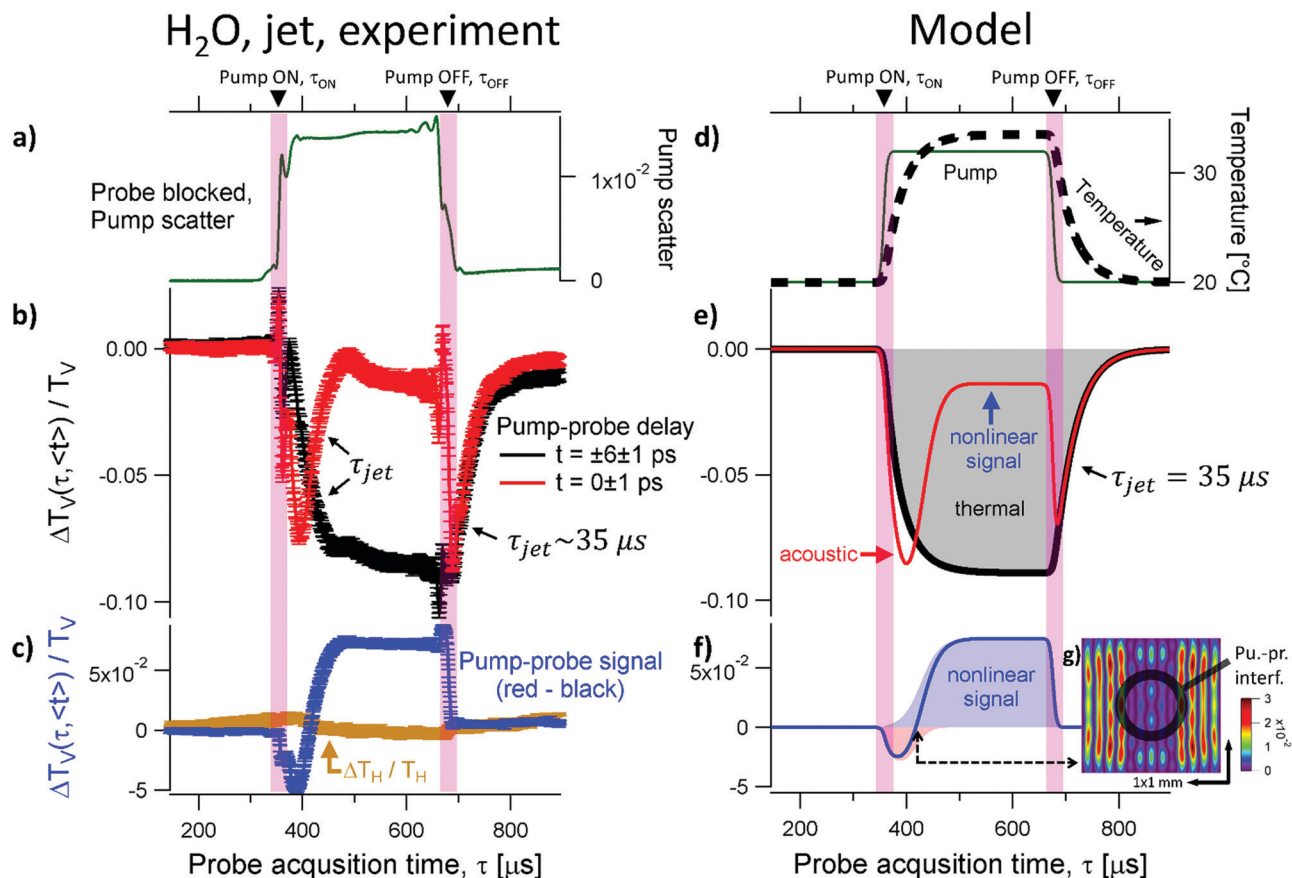 H₂O, jet, experiment
Model
Pump ON, τON
Pump OFF, τOFF
Pump ON, τON
Pump OFF, τOFF
a)
Probe blocked,
Pump scatter
1x10⁻²
0
Pump scatter
d)
Pump
Temperature
30
20
Temperature [°C]
b)
0.00
-0.05
-0.10
ΔTV(τ, <t>) / TV
τjet
Pump-probe delay
t = ±6±1 ps
t = 0±1 ps
τjet~35 μs
e)
0.00
-0.05
-0.10
nonlinear
signal
thermal
acoustic
τjet = 35 μs
c)
5x10⁻²
0
-5
ΔTV(τ, <t>) / TV
Pump-probe signal
(red - black)
ΔTH / TH
f)
5x10⁻²
0
-5
nonlinear
signal
g)
Pu.-pr.
interf.
3
2
1
0
x10⁻²
1x1 mm
200
400
600
800
Probe acqusition time, τ [μs]
200
400
600
800
Probe acqusition time, τ [μs]